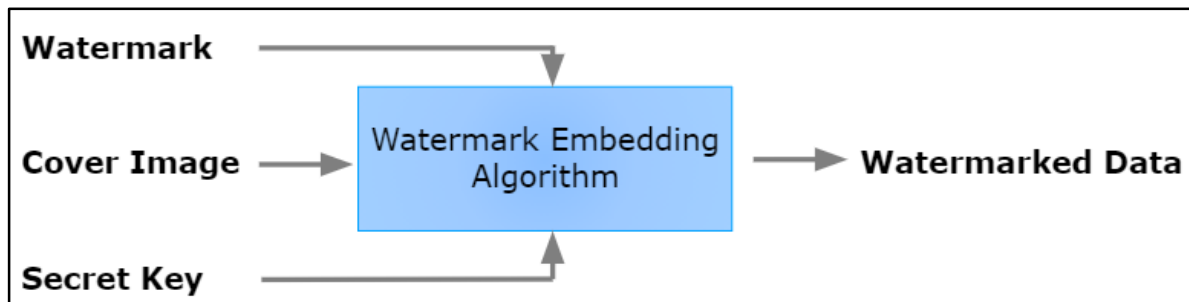 Watermark
Cover Image
Watermark Embedding
Algorithm
Watermarked Data
Secret Key